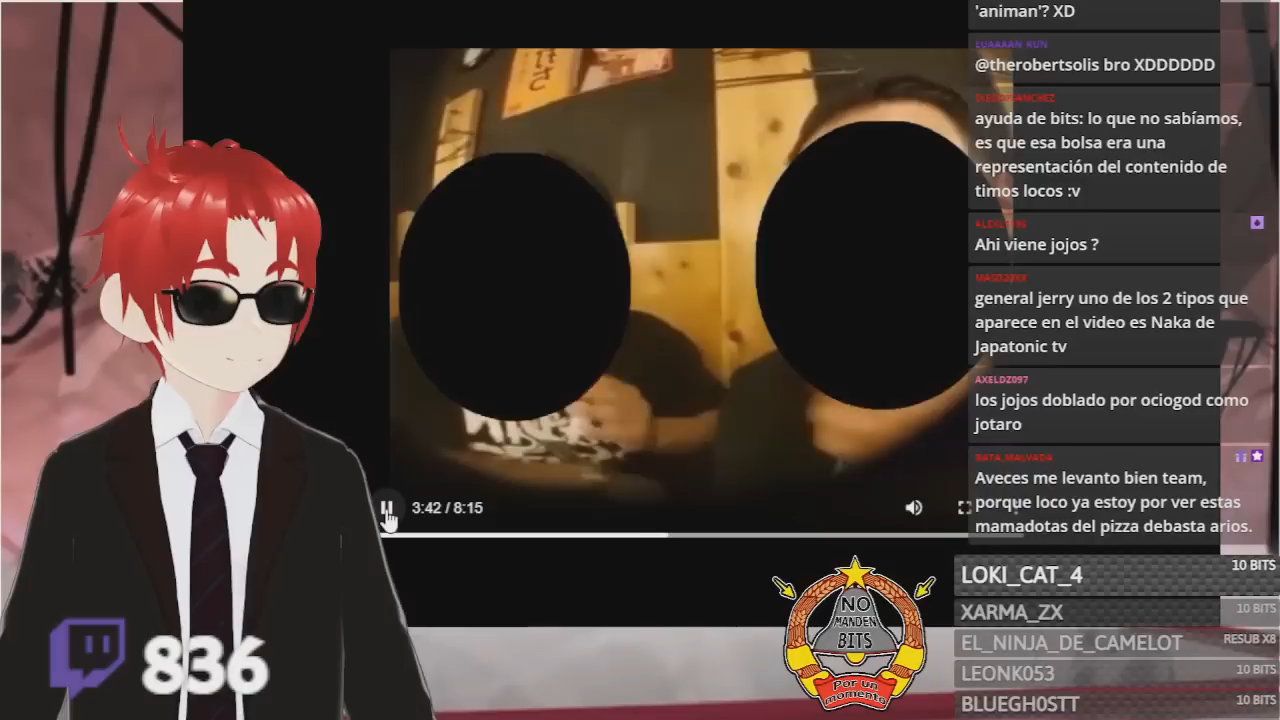 'animan'? XD
LUAAAAN_RUN
@therobertsolis bro XDDDDDD
ayuda de bits: lo que no sabíamos,
es que esa bolsa era una
representación del contenido de
timos locos :v
Ahi viene jojos ?
general jerry uno de los 2 tipos que
aparece en el video es Naka de
Japatonic tv
AXELDZ097
los jojos doblado por ociogod como
jotaro
RATA_MALVADA
Aveces me levanto bien team,
porque loco ya estoy por ver estas
mamadotas del pizza debasta arios.
3:42 / 8:15
NO
MANDEN
BITS
Por un
momento
LOKI_CAT_4 10 BITS
XARMA_ZX 10 BITS
EL_NINJA_DE_CAMELOT RESUB X8
LEONK053 10 BITS
BLUEGH0STT 10 BITS
836